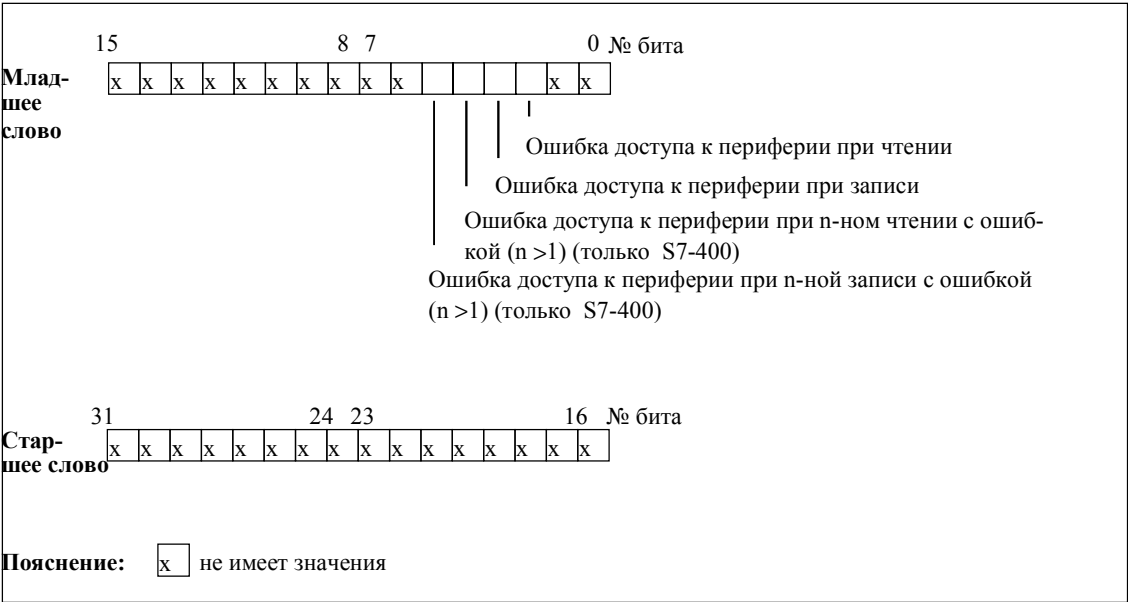 15 8 7 0 № бита
Млад-
шее
слово
x x x x x x x x x x x x
Ошибка доступа к периферии при чтении
Ошибка доступа к периферии при записи
Ошибка доступа к периферии при n-ном чтении с ошиб-
кой (n >1) (только S7-400)
Ошибка доступа к периферии при n-ной записи с ошибкой
(n >1) (только S7-400)
31 24 23 16 № бита
Стар-
шее слово
x x x x x x x x x x x x x x x x
Пояснение: x не имеет значения